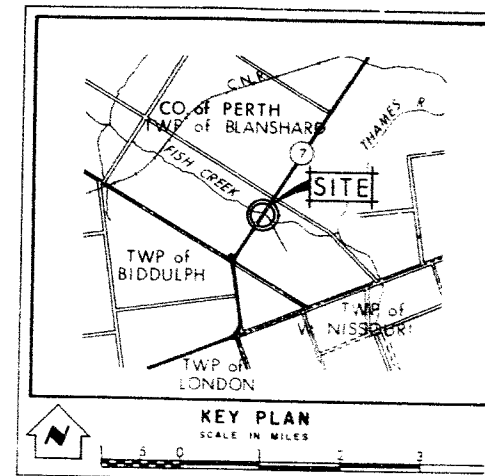 C.N.R.
CO. of PERTH
TWP of BLANSHARD
THAMES R
FISH CREEK
7
SITE
TWP of
BIDDULPH
TWP of
W. NISSOURI
TWP of
LONDON
N
KEY PLAN
SCALE IN MILES
1 .5 0 1 2 3